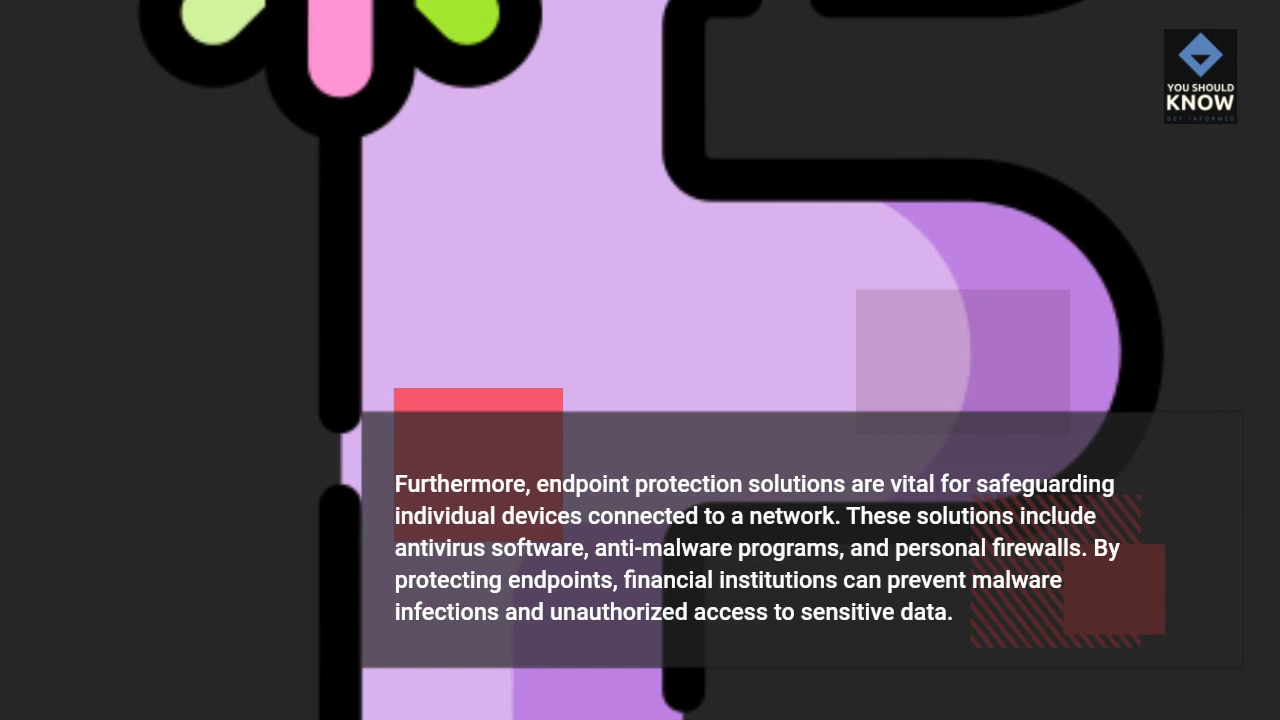 YOU SHOULD
KNOW
GET INFORMED
Furthermore, endpoint protection solutions are vital for safeguarding
individual devices connected to a network. These solutions include
antivirus software, anti-malware programs, and personal firewalls. By
protecting endpoints, financial institutions can prevent malware
infections and unauthorized access to sensitive data.